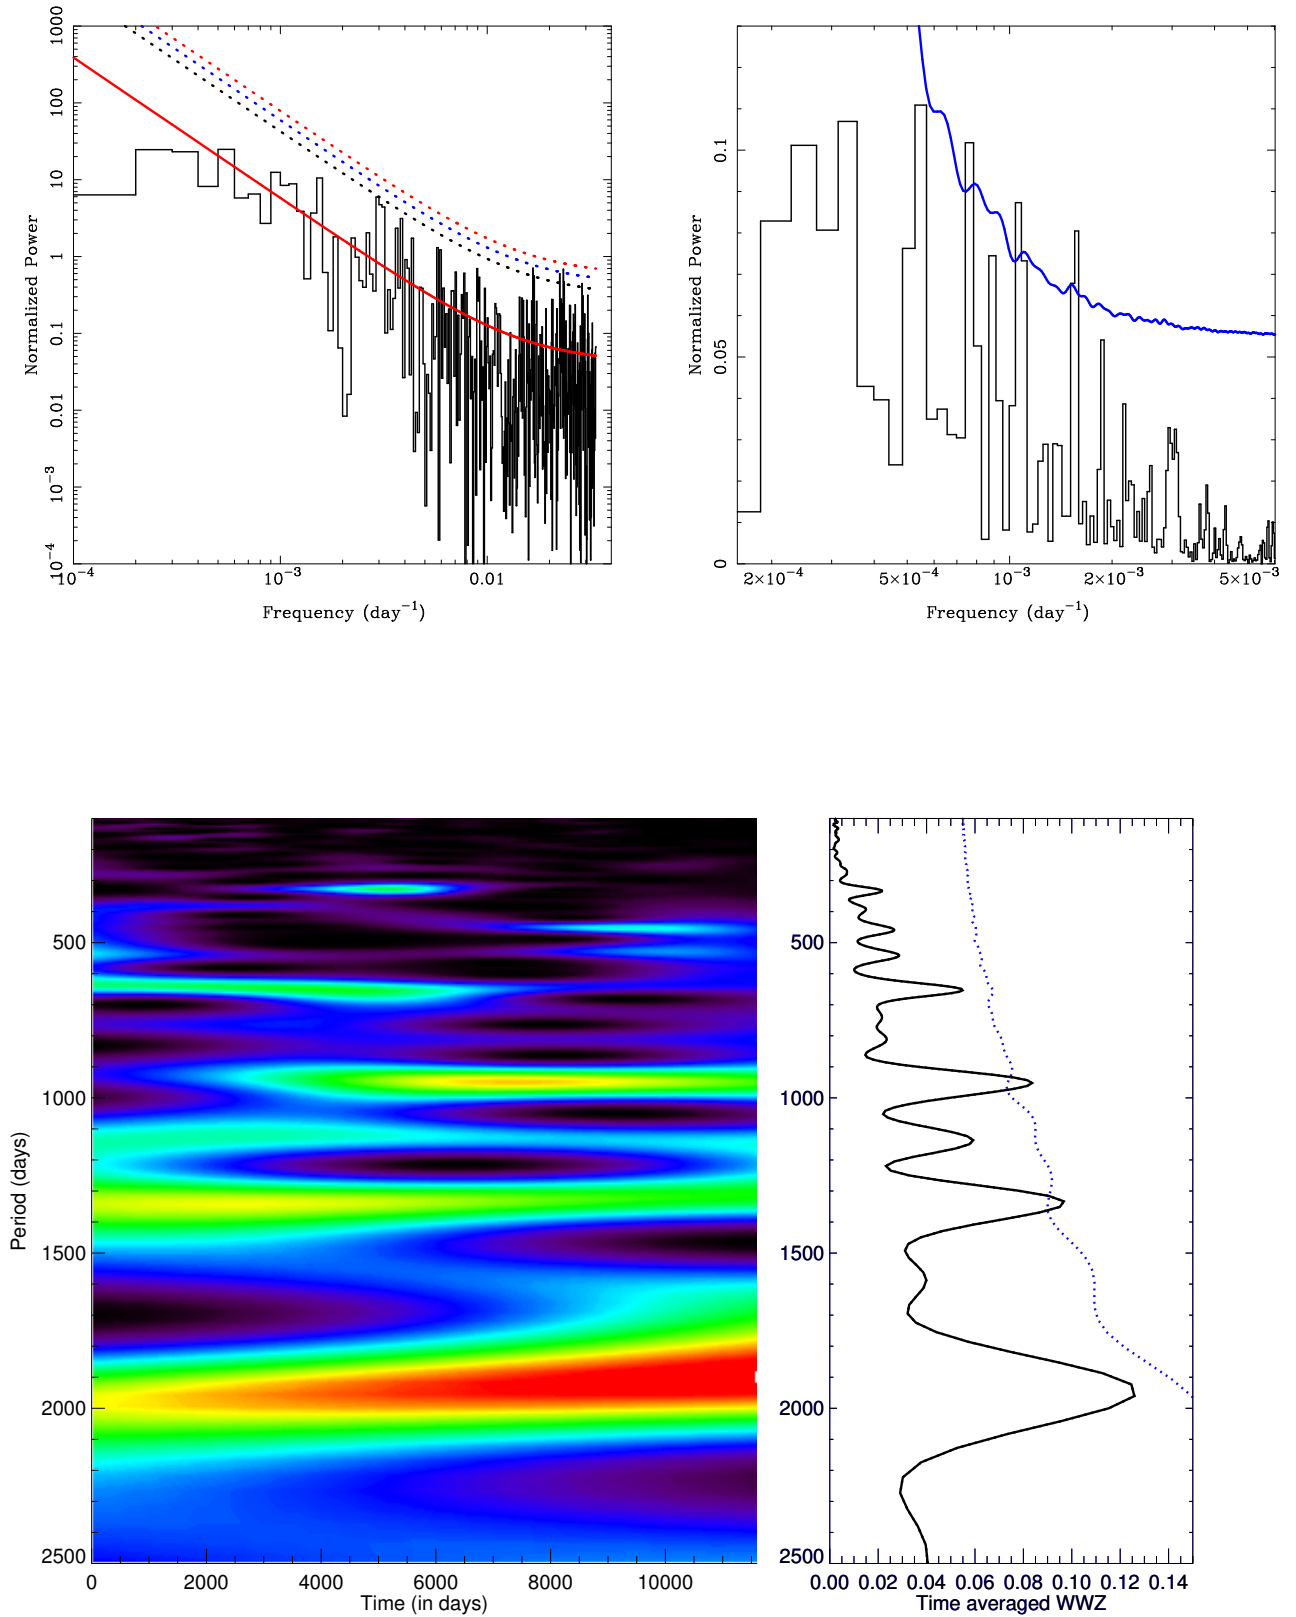 1000
100
10
1
0.1
0.01
10−3
10−4
Normalized Power
10−4 10−3 0.01
Frequency (day−1)
0.1
0.05
0
Normalized Power
2×10−4 5×10−4 10−3 2×10−3 5×10−3
Frequency (day−1)
500
1000
1500
2000
2500
Period (days)
0 2000 4000 6000 8000 10000
Time (in days)
500
1000
1500
2000
2500
0.00 0.02 0.04 0.06 0.08 0.10 0.12 0.14
Time averaged WWZ